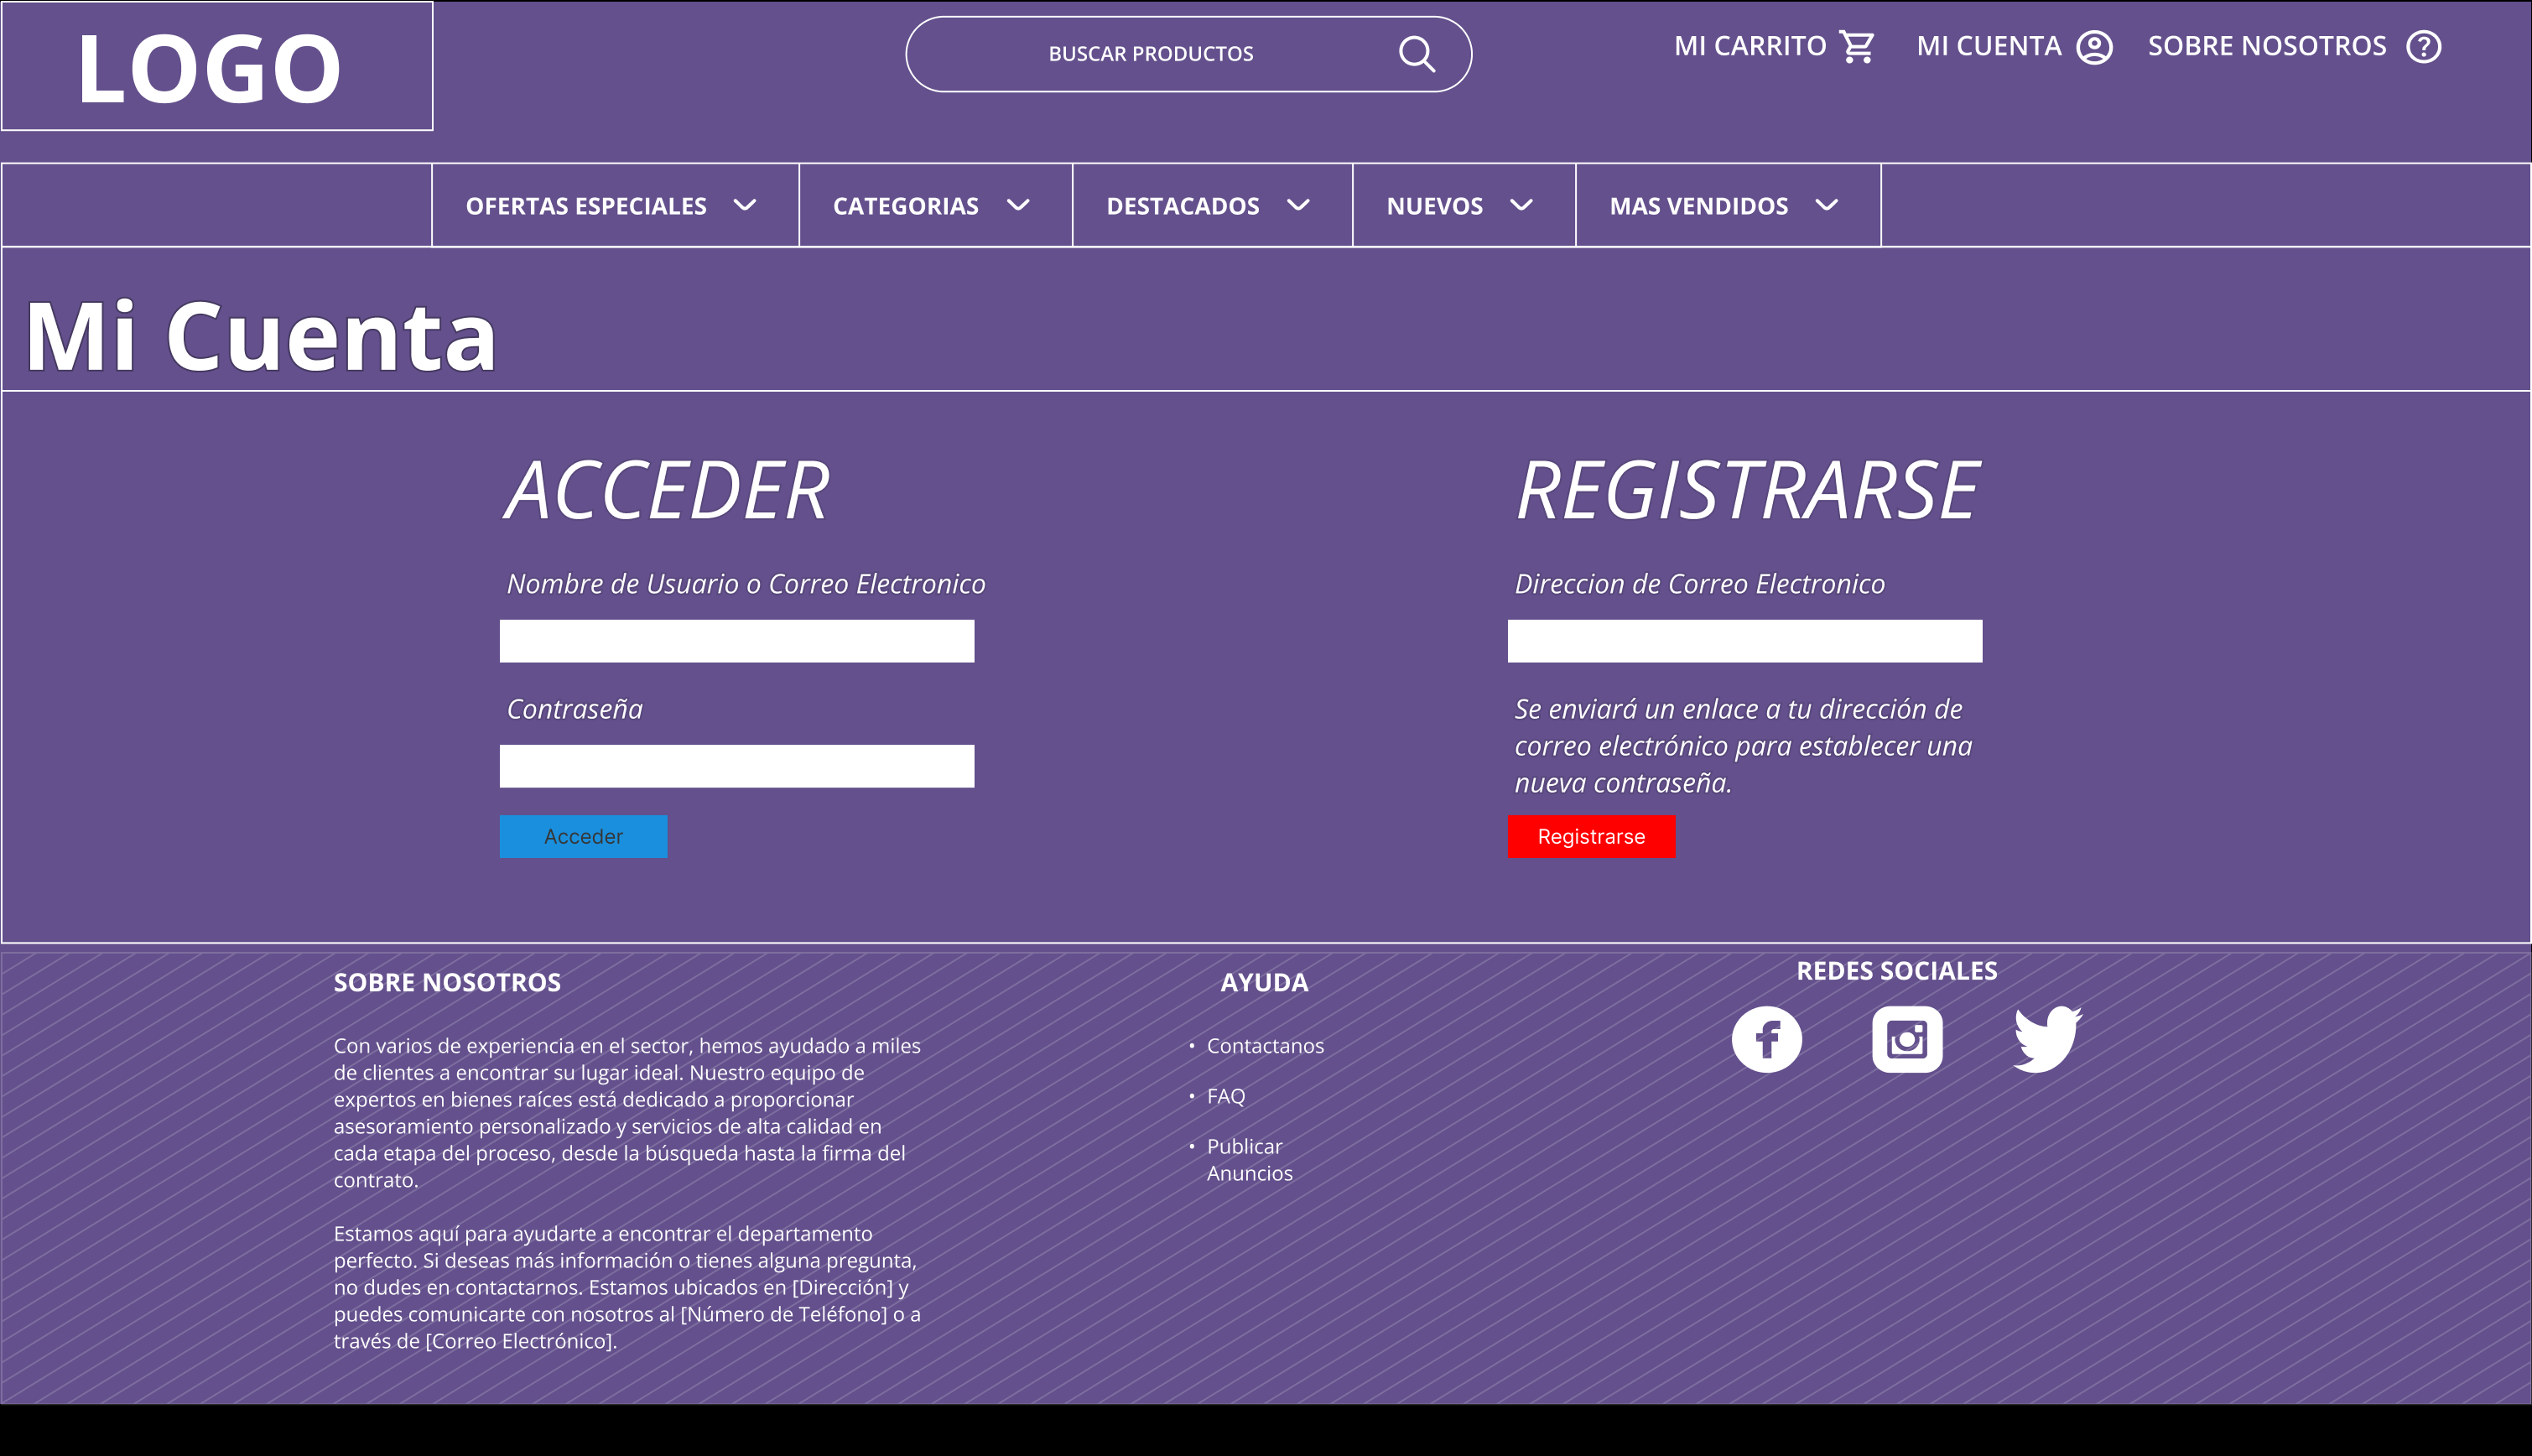 LOGO
BUSCAR PRODUCTOS
MI CARRITO
MI CUENTA
SOBRE NOSOTROS
OFERTAS ESPECIALES
CATEGORIAS
DESTACADOS
NUEVOS
MAS VENDIDOS
Mi Cuenta
ACCEDER
Nombre de Usuario o Correo Electronico
Contraseña
Acceder
REGISTRARSE
Direccion de Correo Electronico
Se enviará un enlace a tu dirección de
correo electrónico para establecer una
nueva contraseña.
Registrarse
SOBRE NOSOTROS
Con varios de experiencia en el sector, hemos ayudado a miles
de clientes a encontrar su lugar ideal. Nuestro equipo de
expertos en bienes raíces está dedicado a proporcionar
asesoramiento personalizado y servicios de alta calidad en
cada etapa del proceso, desde la búsqueda hasta la firma del
contrato.
Estamos aquí para ayudarte a encontrar el departamento
perfecto. Si deseas más información o tienes alguna pregunta,
no dudes en contactarnos. Estamos ubicados en [Dirección] y
puedes comunicarte con nosotros al [Número de Teléfono] o a
través de [Correo Electrónico].
AYUDA
• Contactanos
• FAQ
• Publicar
Anuncios
REDES SOCIALES